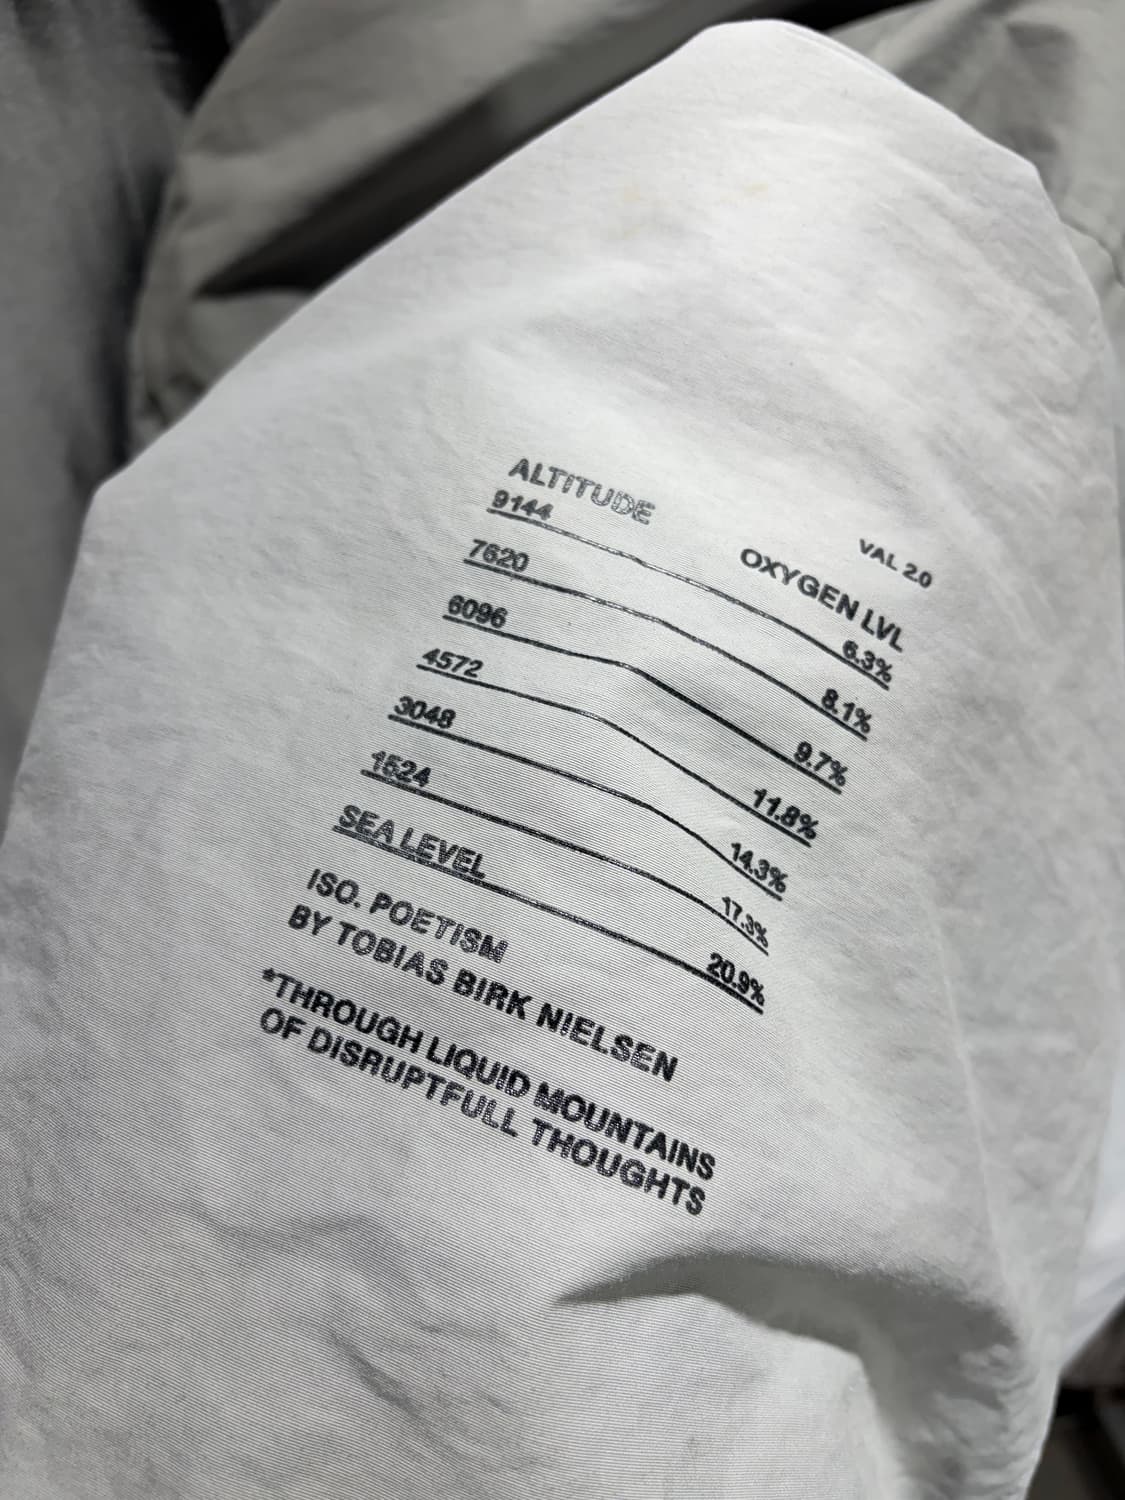 ALTITUDE
VAL 2.0
OXYGEN LVL
9144 6.3%
7620 8.1%
6096 9.7%
4572 11.8%
3048 14.3%
1524 17.3%
SEA LEVEL 20.9%
ISO. POETISM
BY TOBIAS BIRK NIELSEN
*THROUGH LIQUID MOUNTAINS
OF DISRUPTFULL THOUGHTS